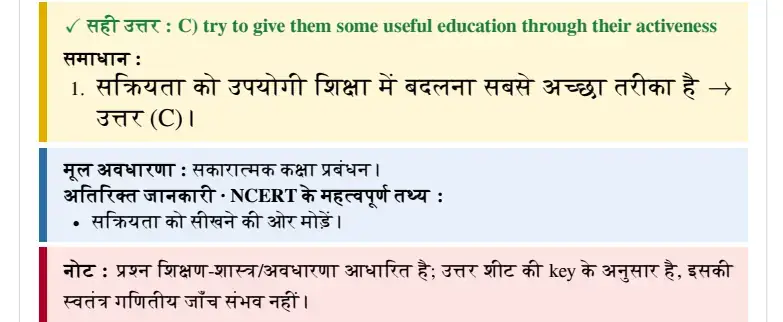 ✓ सही उत्तर : C) try to give them some useful education through their activeness
समाधान :
1. सक्रियता को उपयोगी शिक्षा में बदलना सबसे अच्छा तरीका है →
उत्तर (C)।
मूल अवधारणा : सकारात्मक कक्षा प्रबंधन।
अतिरिक्त जानकारी · NCERT के महत्वपूर्ण तथ्य :
• सक्रियता को सीखने की ओर मोड़ें।
नोट : प्रश्न शिक्षण-शास्त्र/अवधारणा आधारित है; उत्तर शीट की key के अनुसार है, इसकी
स्वतंत्र गणितीय जाँच संभव नहीं।